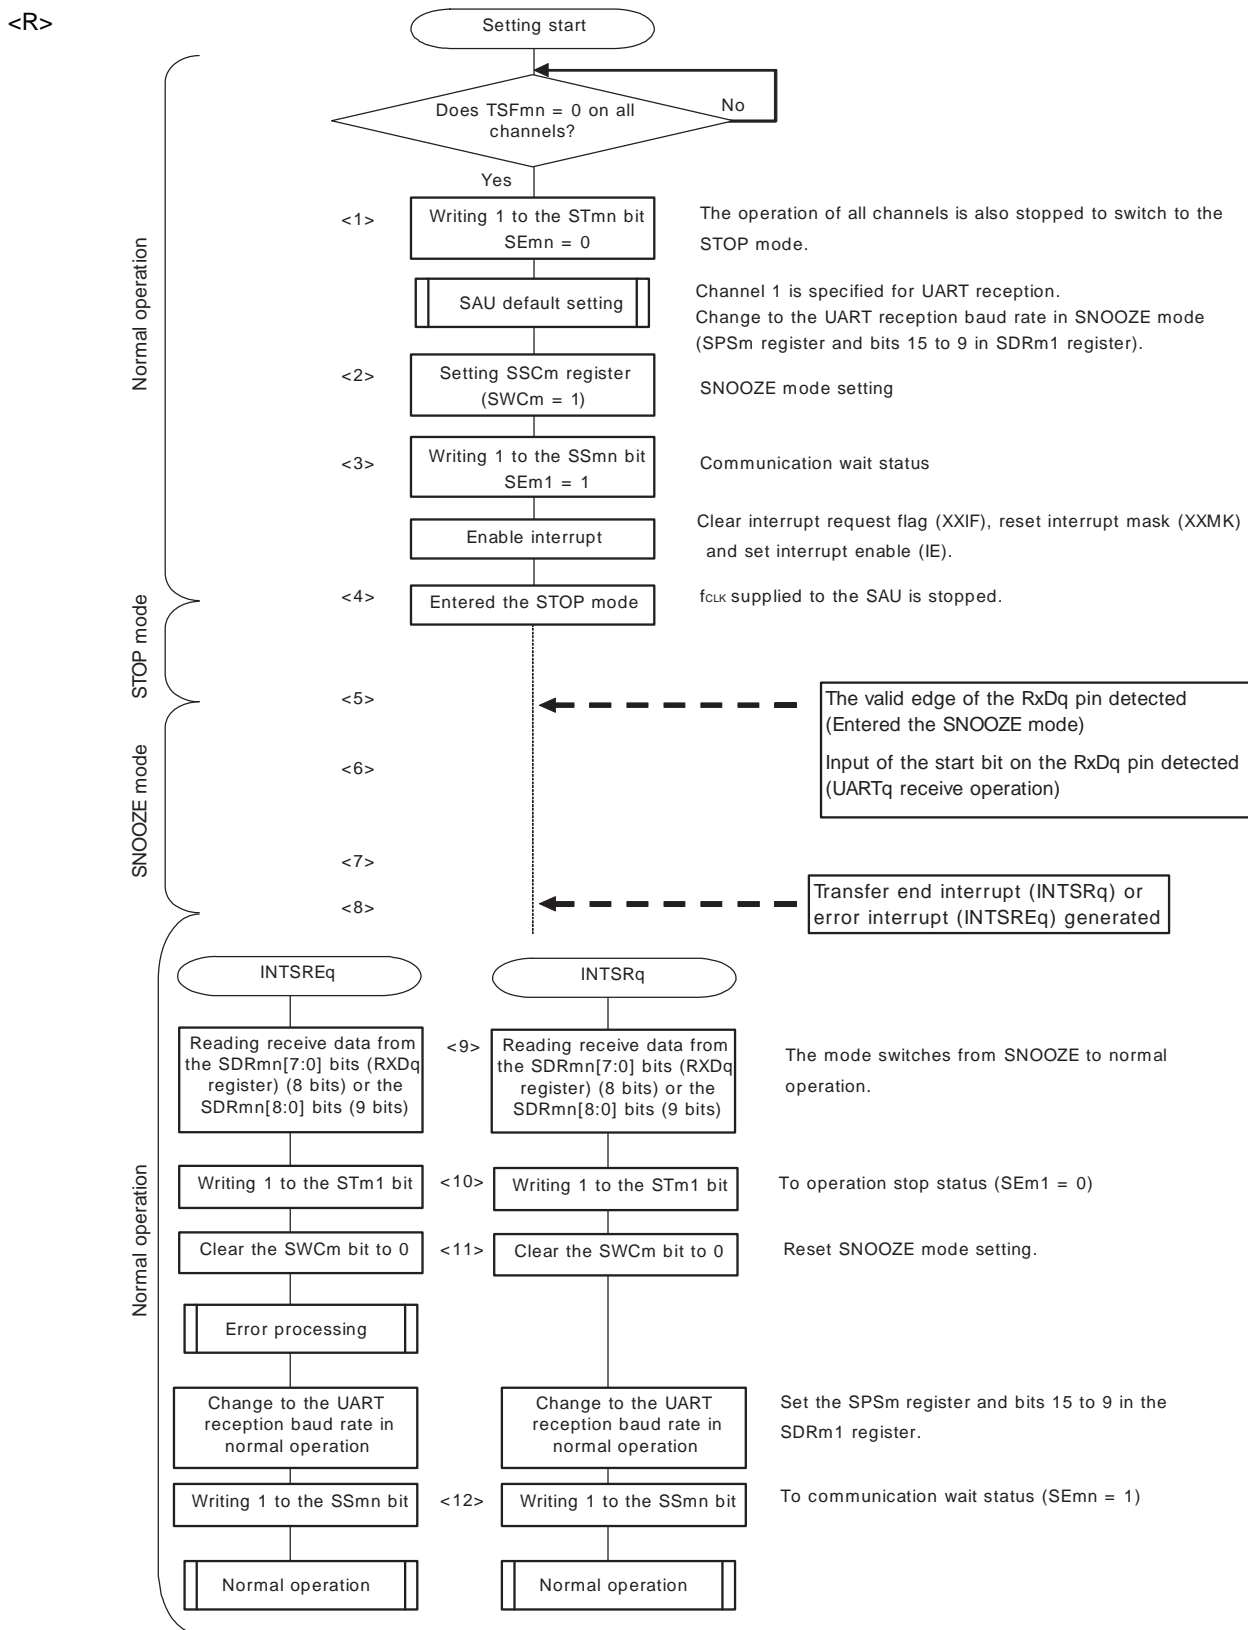 <R>
Setting start
Does TSFmn = 0 on all
channels?
No
Yes
Normal operation
<1>
Writing 1 to the STmn bit
SEmn = 0
The operation of all channels is also stopped to switch to the
STOP mode.
SAU default setting
Channel 1 is specified for UART reception.
Change to the UART reception baud rate in SNOOZE mode
(SPSm register and bits 15 to 9 in SDRm1 register).
<2>
Setting SSCm register
(SWCm = 1)
SNOOZE mode setting
<3>
Writing 1 to the SSmn bit
SEm1 = 1
Communication wait status
Enable interrupt
Clear interrupt request flag (XXIF), reset interrupt mask (XXMK)
and set interrupt enable (IE).
<4>
Entered the STOP mode
fCLK supplied to the SAU is stopped.
STOP mode
<5>
The valid edge of the RxDq pin detected
(Entered the SNOOZE mode)
Input of the start bit on the RxDq pin detected
(UARTq receive operation)
SNOOZE mode
<6>
<7>
<8>
Transfer end interrupt (INTSRq) or
error interrupt (INTSREq) generated
INTSREq
INTSRq
Reading receive data from
the SDRmn[7:0] bits (RXDq
register) (8 bits) or the
SDRmn[8:0] bits (9 bits)
<9>
Reading receive data from
the SDRmn[7:0] bits (RXDq
register) (8 bits) or the
SDRmn[8:0] bits (9 bits)
The mode switches from SNOOZE to normal
operation.
Normal operation
Writing 1 to the STm1 bit
<10>
Writing 1 to the STm1 bit
To operation stop status (SEm1 = 0)
Clear the SWCm bit to 0
<11>
Clear the SWCm bit to 0
Reset SNOOZE mode setting.
Error processing
Change to the UART
reception baud rate in
normal operation
Change to the UART
reception baud rate in
normal operation
Set the SPSm register and bits 15 to 9 in the
SDRm1 register.
Writing 1 to the SSmn bit
<12>
Writing 1 to the SSmn bit
To communication wait status (SEmn = 1)
Normal operation
Normal operation